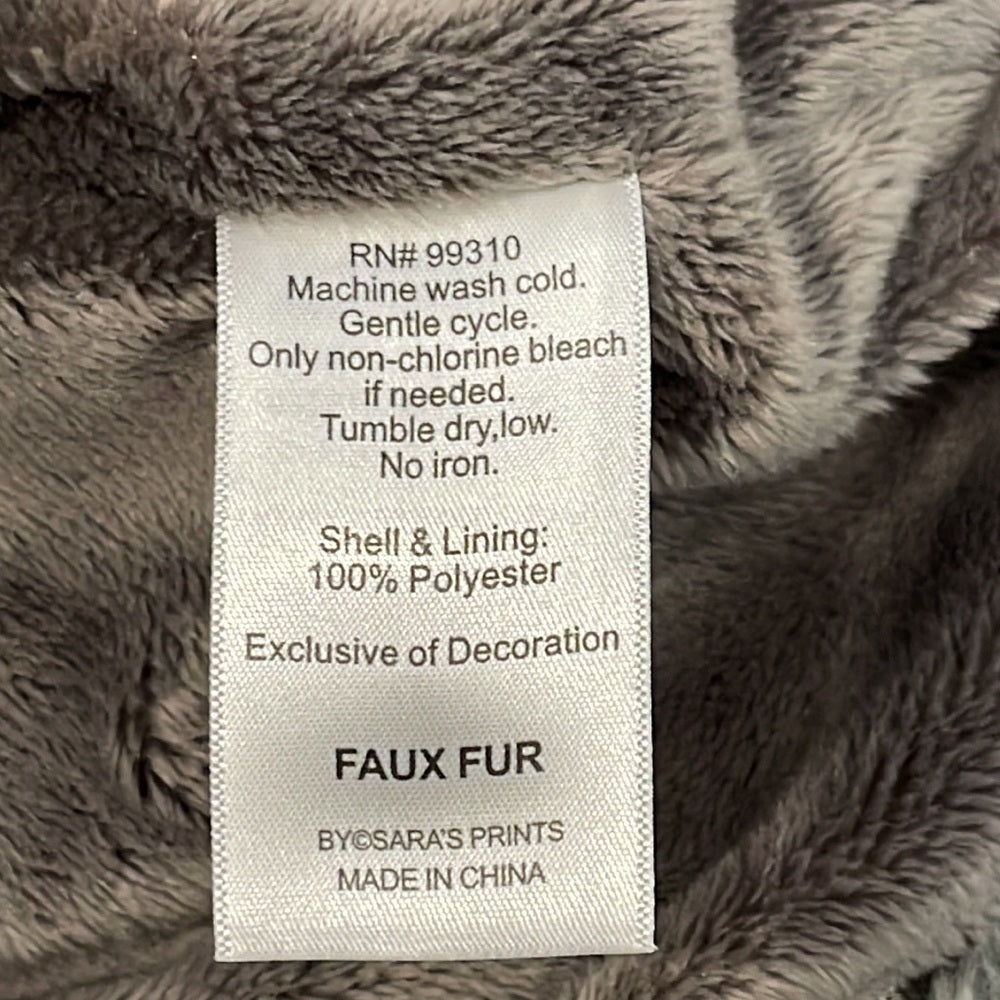 RN# 99310
Machine wash cold.
Gentle cycle.
Only non-chlorine bleach
if needed.
Tumble dry,low.
No iron.
Shell & Lining:
100% Polyester
Exclusive of Decoration
FAUX FUR
BY©SARA'S PRINTS
MADE IN CHINA